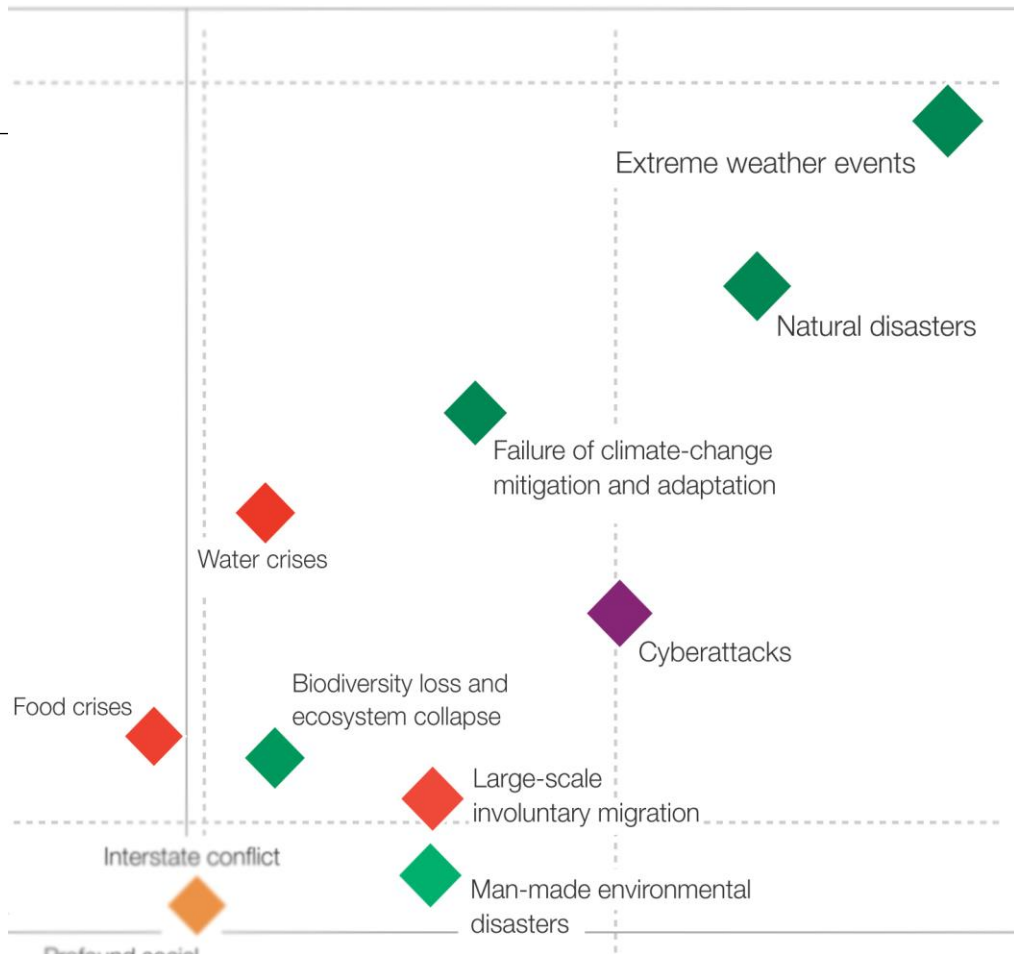 Extreme weather events
Natural disasters
Failure of climate-change
mitigation and adaptation
Water crises
Cyberattacks
Biodiversity loss and
ecosystem collapse
Food crises
Large-scale
involuntary migration
Interstate conflict
Man-made environmental
disasters